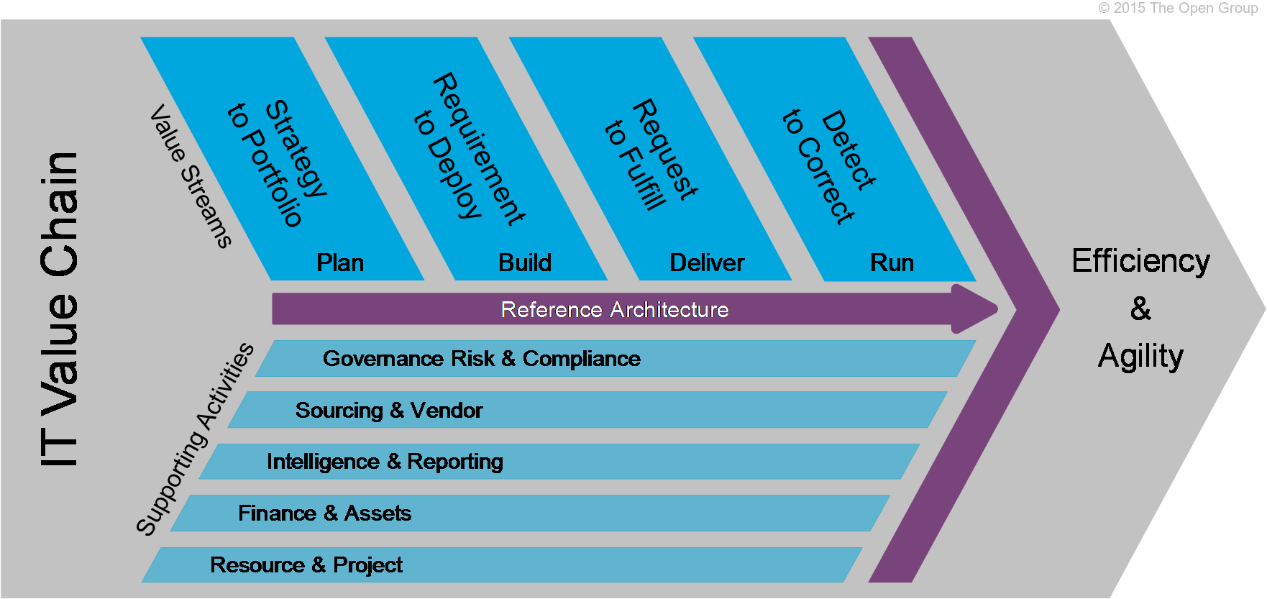 © 2015 The Open Group
IT Value Chain
Value Streams
Strategy
to Portfolio
Plan
Requirement
to Deploy
Build
Request
to Fulfill
Deliver
Detect
to Correct
Run
Reference Architecture
Supporting Activities
Governance Risk & Compliance
Sourcing & Vendor
Intelligence & Reporting
Finance & Assets
Resource & Project
Efficiency
&
Agility